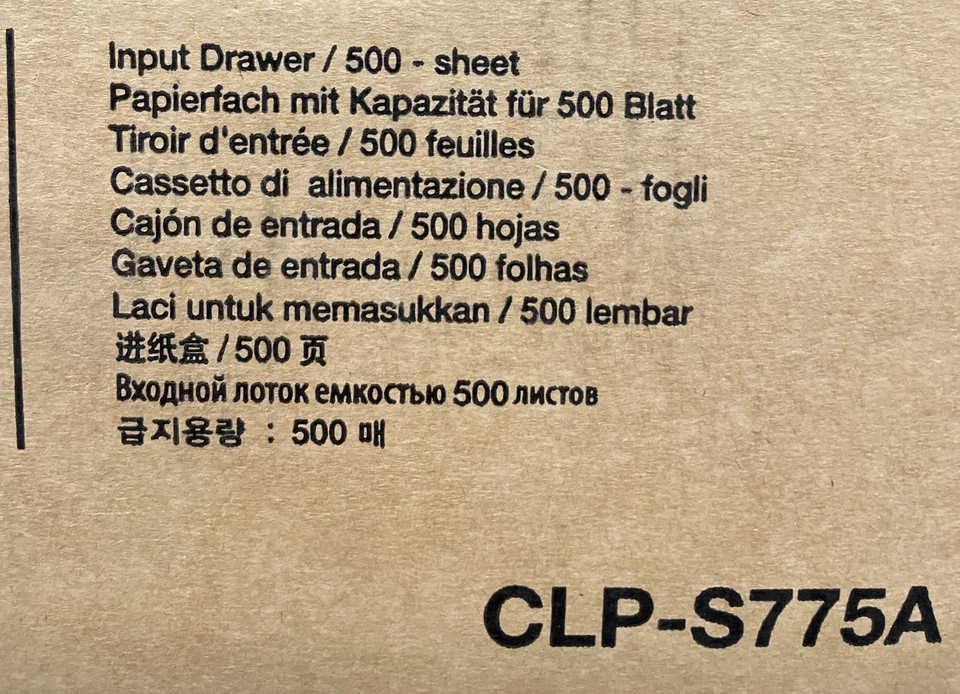 Input Drawer / 500 - sheet
Papierfach mit Kapazität für 500 Blatt
Tiroir d'entrée / 500 feuilles
Cassetto di alimentazione / 500 - fogli
Cajón de entrada / 500 hojas
Gaveta de entrada / 500 folhas
Laci untuk memasukkan / 500 lembar
进纸盒 / 500 页
Входной лоток емкостью 500 листов
급지용량 : 500 매
CLP-S775A